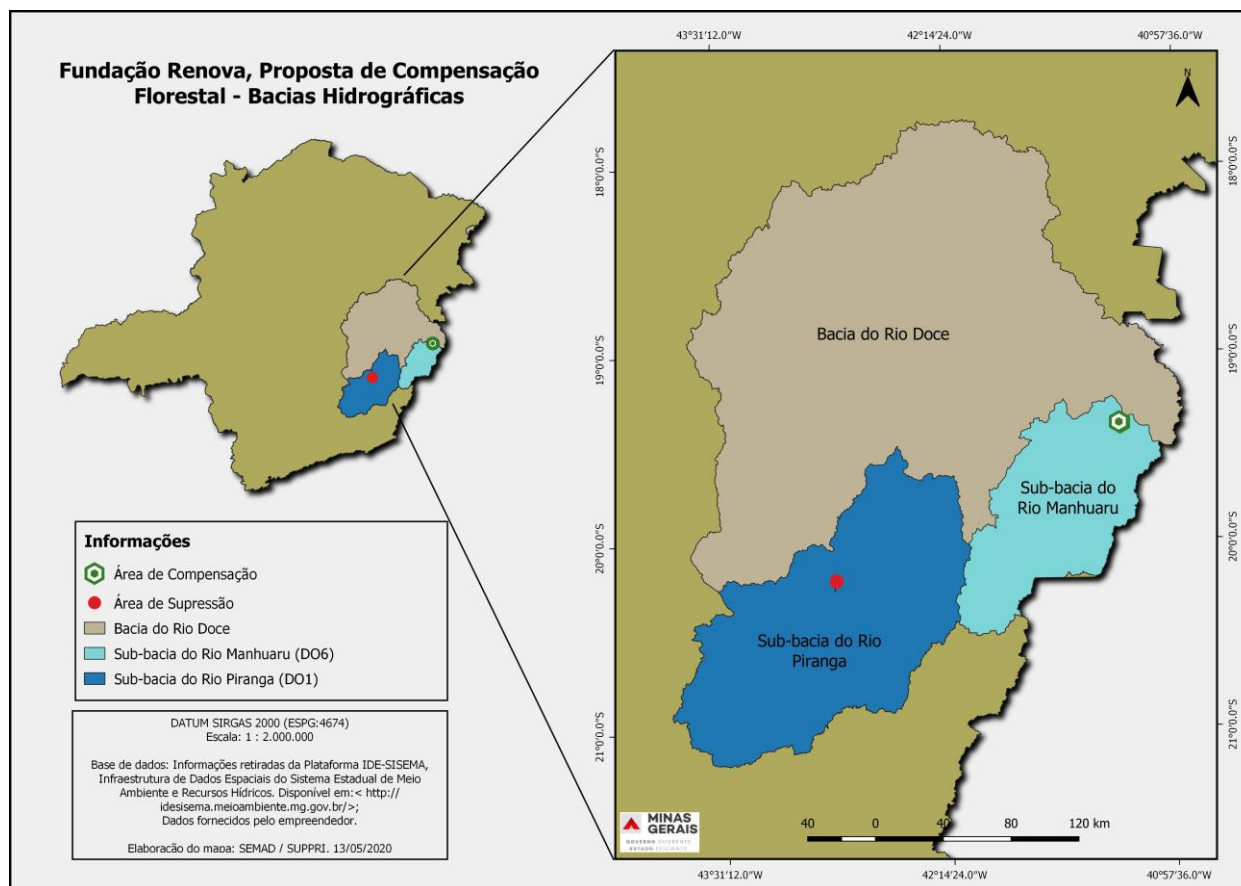 Fundação Renova, Proposta de Compensação
Florestal - Bacias Hidrográficas
Informações
Área de Compensação
Área de Supressão
Bacia do Rio Doce
Sub-bacia do Rio Manhuaru (DO6)
Sub-bacia do Rio Piranga (DO1)
DATUM SIRGAS 2000 (ESPG:4674)
Escala: 1 : 2.000.000
Base de dados: Informações retiradas da Plataforma IDE-SISEMA,
Infraestrutura de Dados Espaciais do Sistema Estadual de Meio
Ambiente e Recursos Hídricos. Disponível em:< http://
idesisema.meioambiente.mg.gov.br/>;
Dados fornecidos pelo empreendedor.
Elaboração do mapa: SEMAD / SUPPRI. 13/05/2020
43°31'12.0"W
42°14'24.0"W
40°57'36.0"W
N
18°0'0.0"S
18°0'0.0"S
Bacia do Rio Doce
19°0'0.0"S
19°0'0.0"S
Sub-bacia do
Rio Manhuaru
20°0'0.0"S
20°0'0.0"S
Sub-bacia do Rio
Piranga
21°0'0.0"S
21°0'0.0"S
MINAS
GERAIS
GOVERNO DIFERENTE
ESTADO EFICIENTE
40 0 40 80 120 km
43°31'12.0"W
42°14'24.0"W
40°57'36.0"W